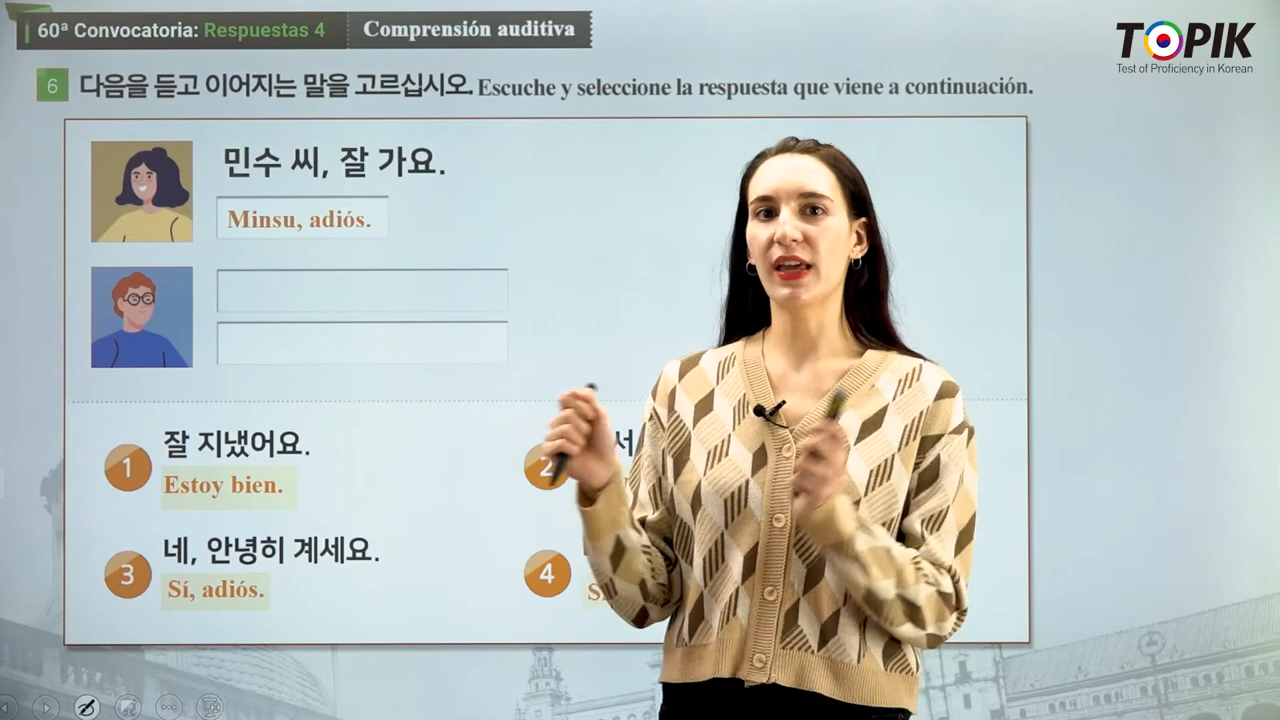 60ª Convocatoria: Respuestas 4
Comprensión auditiva
TOPIK
Test of Proficiency in Korean
6 다음을 듣고 이어지는 말을 고르십시오. Escuche y seleccione la respuesta que viene a continuación.
민수 씨, 잘 가요.
Minsu, adiós.
1 잘 지냈어요.
Estoy bien.
2
3 네, 안녕히 계세요.
Sí, adiós.
4